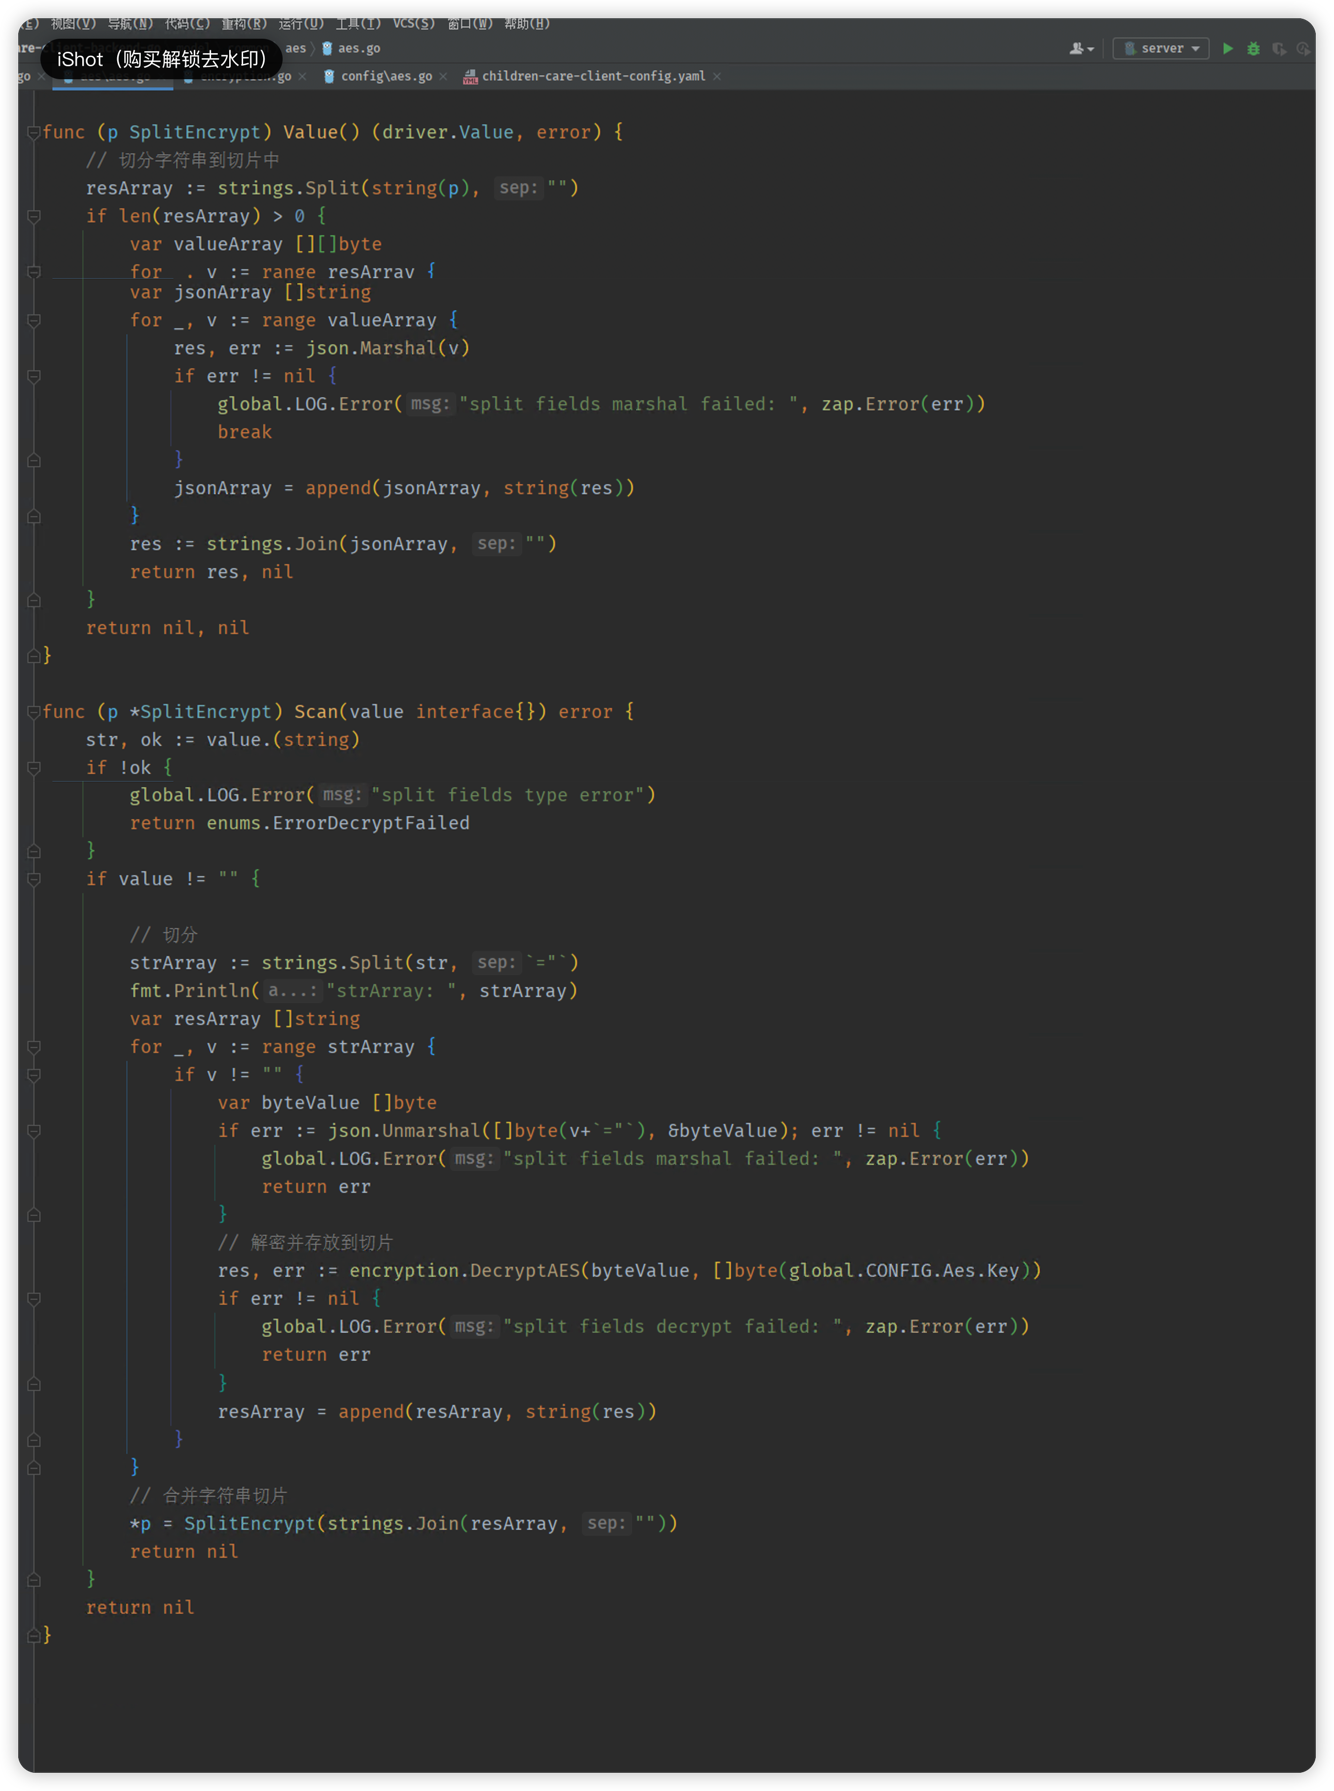 视图(V) 导航(N) 代码(C) 重构(R) 运行(U) 工具(T) VCS(S) 窗口(W) 帮助(H)
iShot（购买解锁去水印） aes aes.go server
go encryption.go config\aes.go children-care-client-config.yaml
func (p SplitEncrypt) Value() (driver.Value, error) {
// 切分字符串到切片中
resArray := strings.Split(string(p), sep: "")
if len(resArray) > 0 {
var valueArray [][]byte
for _, v := range resArray {
var jsonArray []string
for _, v := range valueArray {
res, err := json.Marshal(v)
if err != nil {
global.LOG.Error( msg: "split fields marshal failed: ", zap.Error(err))
break
}
jsonArray = append(jsonArray, string(res))
}
res := strings.Join(jsonArray, sep: "")
return res, nil
}
return nil, nil
}
func (p *SplitEncrypt) Scan(value interface{}) error {
str, ok := value.(string)
if !ok {
global.LOG.Error( msg: "split fields type error")
return enums.ErrorDecryptFailed
}
if value != "" {
// 切分
strArray := strings.Split(str, sep: `="`)
fmt.Println( a...: "strArray: ", strArray)
var resArray []string
for _, v := range strArray {
if v != "" {
var byteValue []byte
if err := json.Unmarshal([]byte(v+`="`), &byteValue); err != nil {
global.LOG.Error( msg: "split fields marshal failed: ", zap.Error(err))
return err
}
// 解密并存放到切片
res, err := encryption.DecryptAES(byteValue, []byte(global.CONFIG.Aes.Key))
if err != nil {
global.LOG.Error( msg: "split fields decrypt failed: ", zap.Error(err))
return err
}
resArray = append(resArray, string(res))
}
}
// 合并字符串切片
*p = SplitEncrypt(strings.Join(resArray, sep: ""))
return nil
}
return nil
}